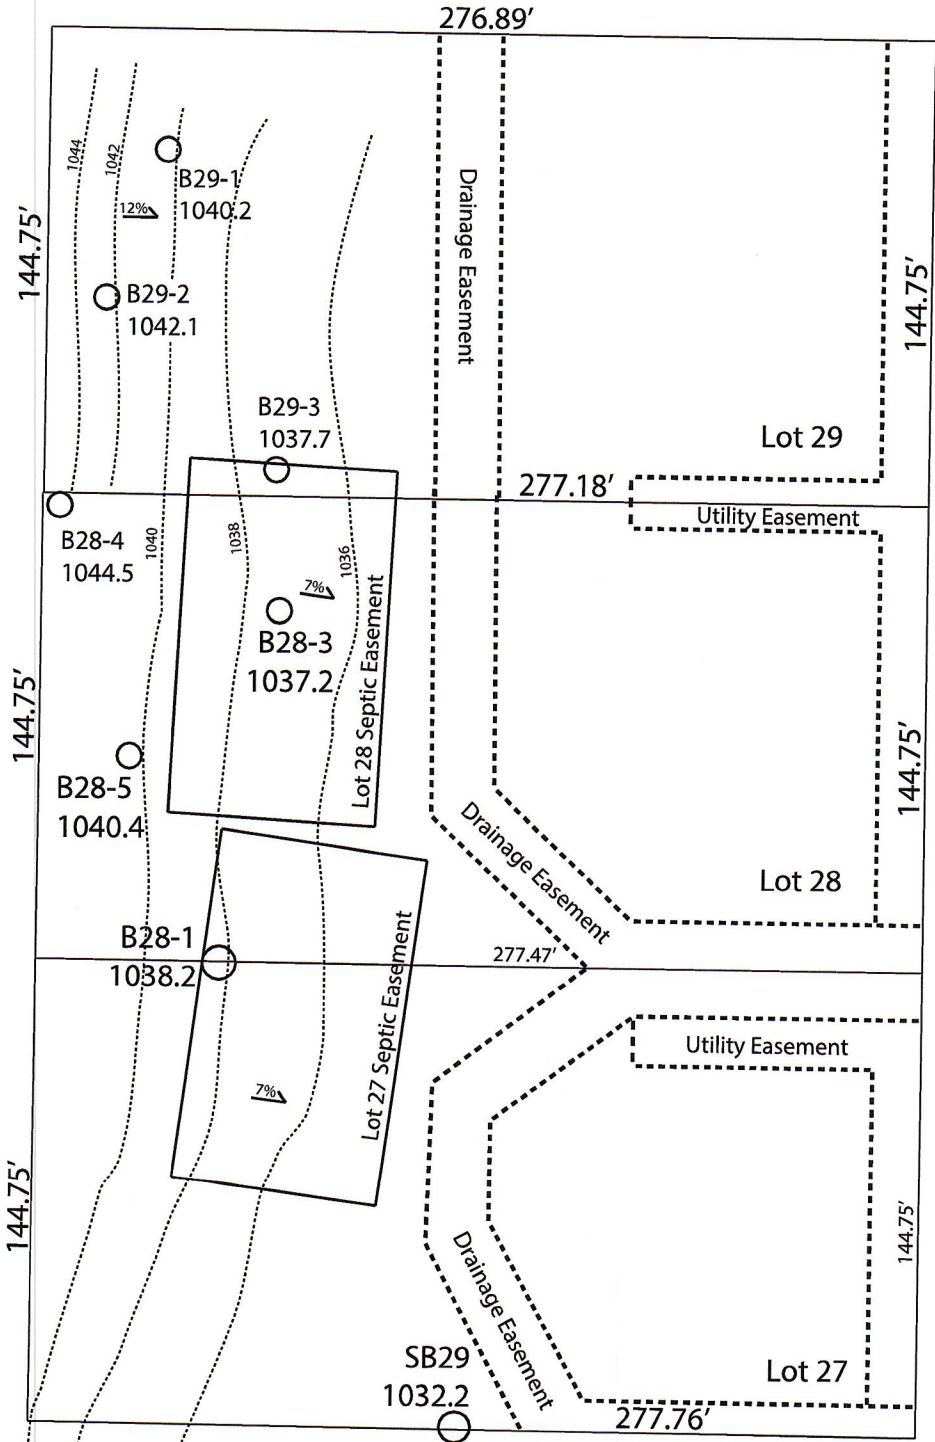 276.89'
1044
1042
B29-1
1040.2
12%
144.75'
Drainage Easement
144.75'
B29-2
1042.1
B29-3
1037.7
Lot 29
277.18'
Utility Easement
B28-4
1044.5
1040
1038
1036
7%
B28-3
1037.2
Lot 28 Septic Easement
144.75'
144.75'
B28-5
1040.4
Drainage Easement
Lot 28
B28-1
1038.2
277.47'
Lot 27 Septic Easement
Utility Easement
7%
144.75'
144.75'
Drainage Easement
SB29
1032.2
Lot 27
277.76'